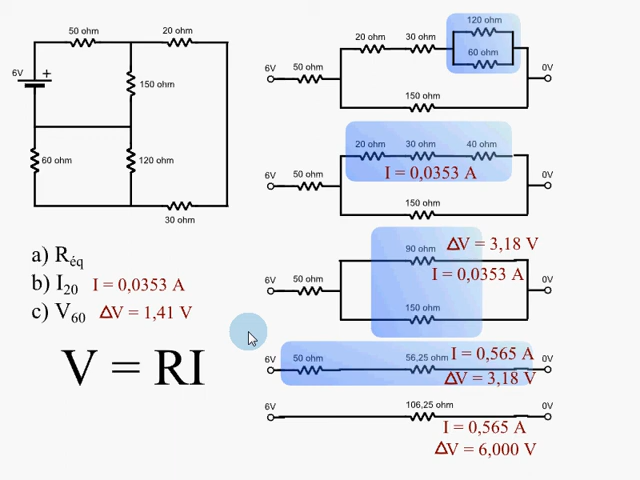 50 ohm
20 ohm
6V
+
150 ohm
60 ohm
120 ohm
30 ohm
a) Réq
b) I20 I = 0,0353 A
c) V60 ΔV = 1,41 V
V = RI
120 ohm
20 ohm
30 ohm
60 ohm
6V
50 ohm
0V
150 ohm
20 ohm
30 ohm
40 ohm
I = 0,0353 A
6V
50 ohm
0V
150 ohm
90 ohm
ΔV = 3,18 V
I = 0,0353 A
6V
50 ohm
0V
150 ohm
6V
50 ohm
56,25 ohm
I = 0,565 A
0V
ΔV = 3,18 V
6V
106,25 ohm
0V
I = 0,565 A
ΔV = 6,000 V